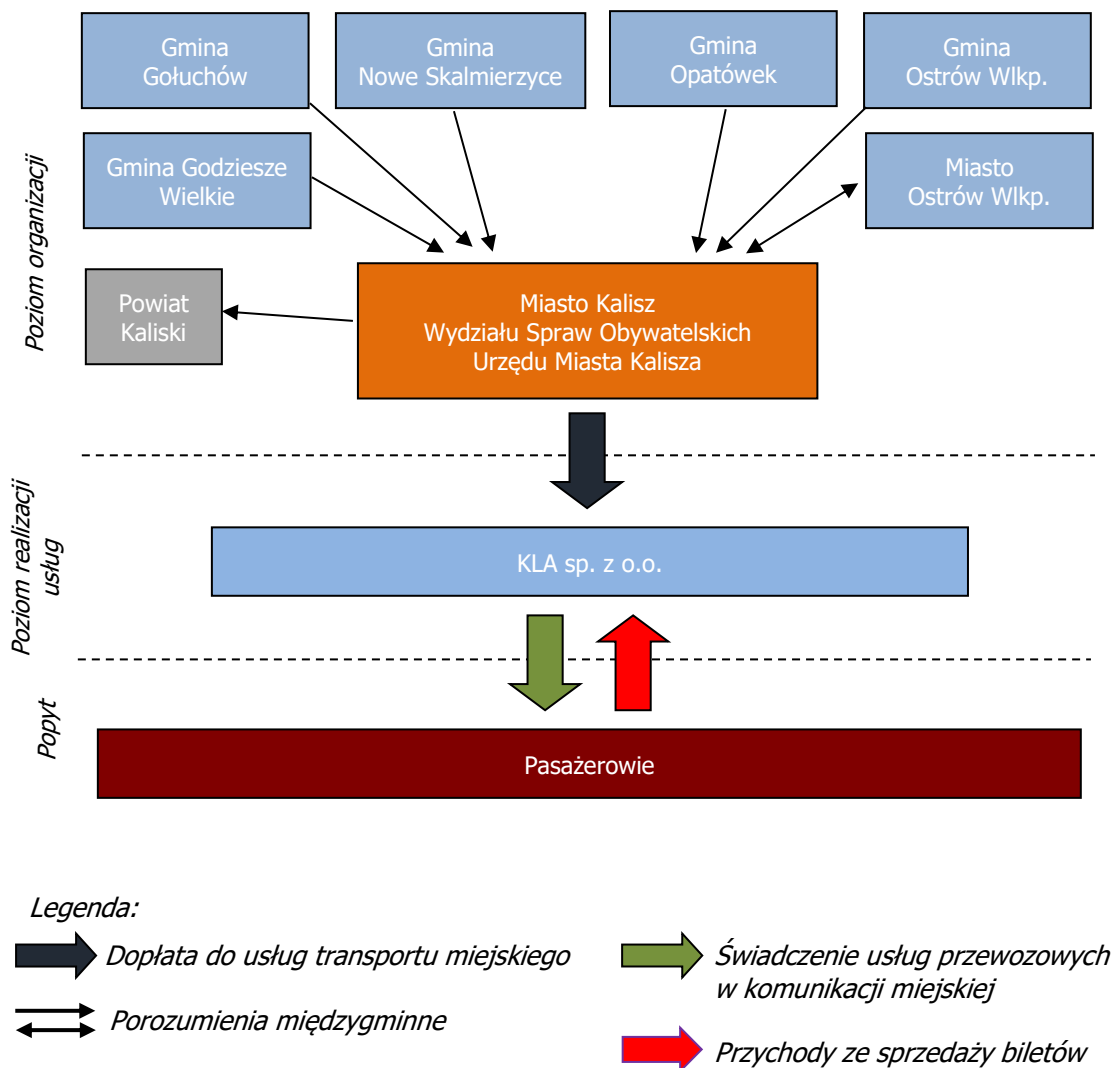 Gmina
Gołuchów
Gmina
Nowe Skalmierzyce
Gmina
Opatówek
Gmina
Ostrów Wlkp.
Poziom organizacji
Gmina Godziesze
Wielkie
Miasto
Ostrów Wlkp.
Powiat
Kaliski
Miasto Kalisz
Wydziału Spraw Obywatelskich
Urzędu Miasta Kalisza
Poziom realizacji
usług
KLA sp. z o.o.
Popyt
Pasażerowie
Legenda:
Dopłata do usług transportu miejskiego
Porozumienia międzygminne
Świadczenie usług przewozowych
w komunikacji miejskiej
Przychody ze sprzedaży biletów